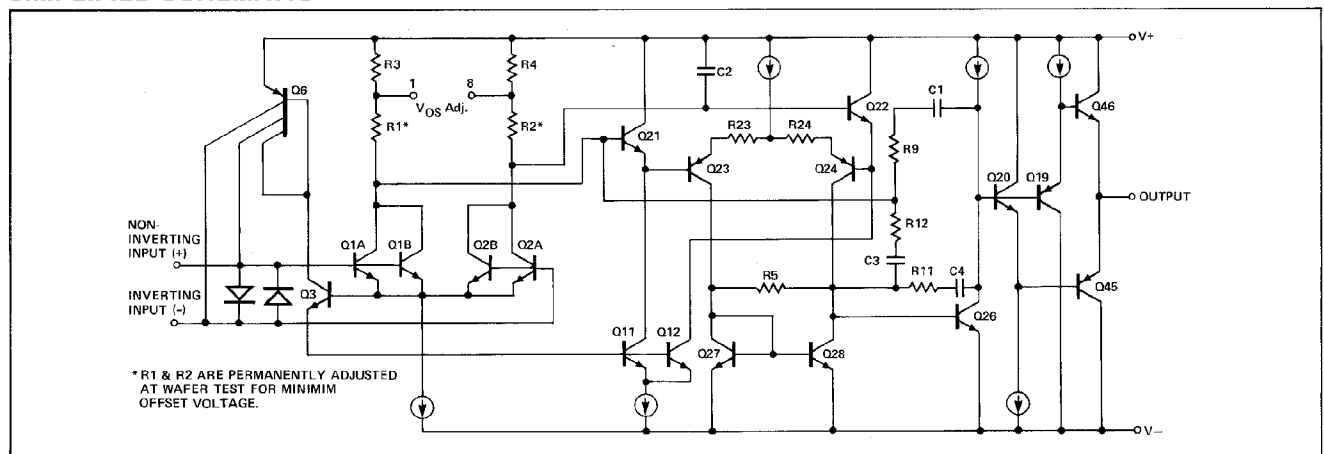 V+
R3
R4
Q6
1
8
V_OS Adj.
C2
C1
Q46
Q22
R1*
R2*
Q21
R23
R24
R9
Q23
Q24
Q20
Q19
OUTPUT
R12
NON-
INVERTING
INPUT (+)
Q1A
Q1B
Q2B
Q2A
C3
R5
R11
C4
Q45
INVERTING
INPUT (-)
Q3
Q26
Q11
Q12
Q27
Q28
* R1 & R2 ARE PERMANENTLY ADJUSTED
AT WAFER TEST FOR MINIMIM
OFFSET VOLTAGE.
V-